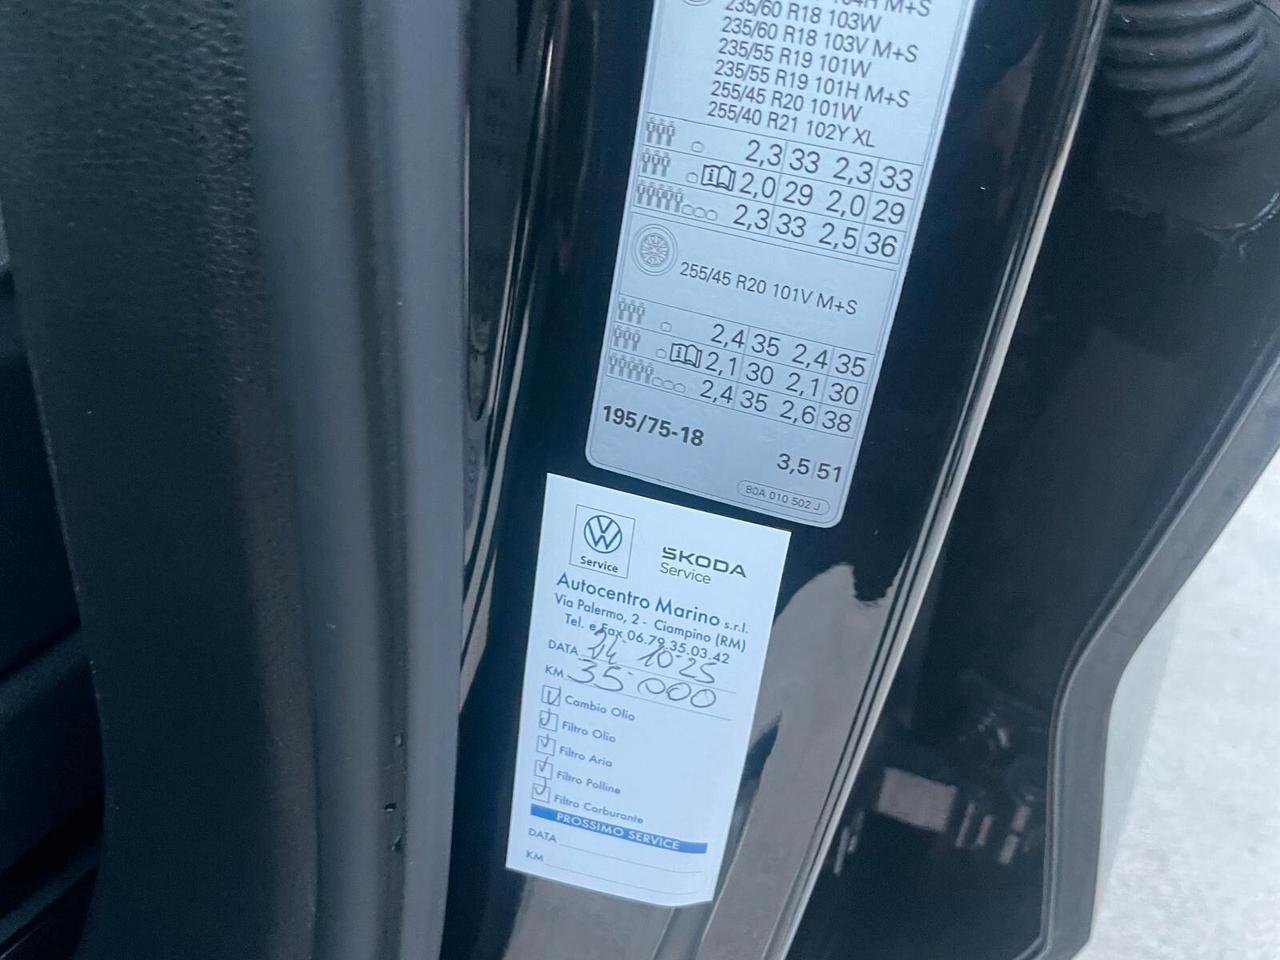 235/60 R18 103W
235/60 R18 103V M+S
235/55 R19 101W
235/55 R19 101H M+S
255/45 R20 101W
255/40 R21 102Y XL
2,3 33 2,3 33
2,0 29 2,0 29
2,3 33 2,5 36
255/45 R20 101V M+S
2,4 35 2,4 35
2,1 30 2,1 30
2,4 35 2,6 38
195/75-18
3,5 51
80A 010 502 J
VW
Service
SKODA
Service
Autocentro Marino s.r.l.
Via Palermo, 2 - Ciampino (RM)
Tel. e Fax 06.79.35.03.42
DATA 14 10-25
KM 35 000
Cambio Olio
Filtro Olio
Filtro Aria
Filtro Polline
Filtro Carburante
PROSSIMO SERVICE
DATA
KM